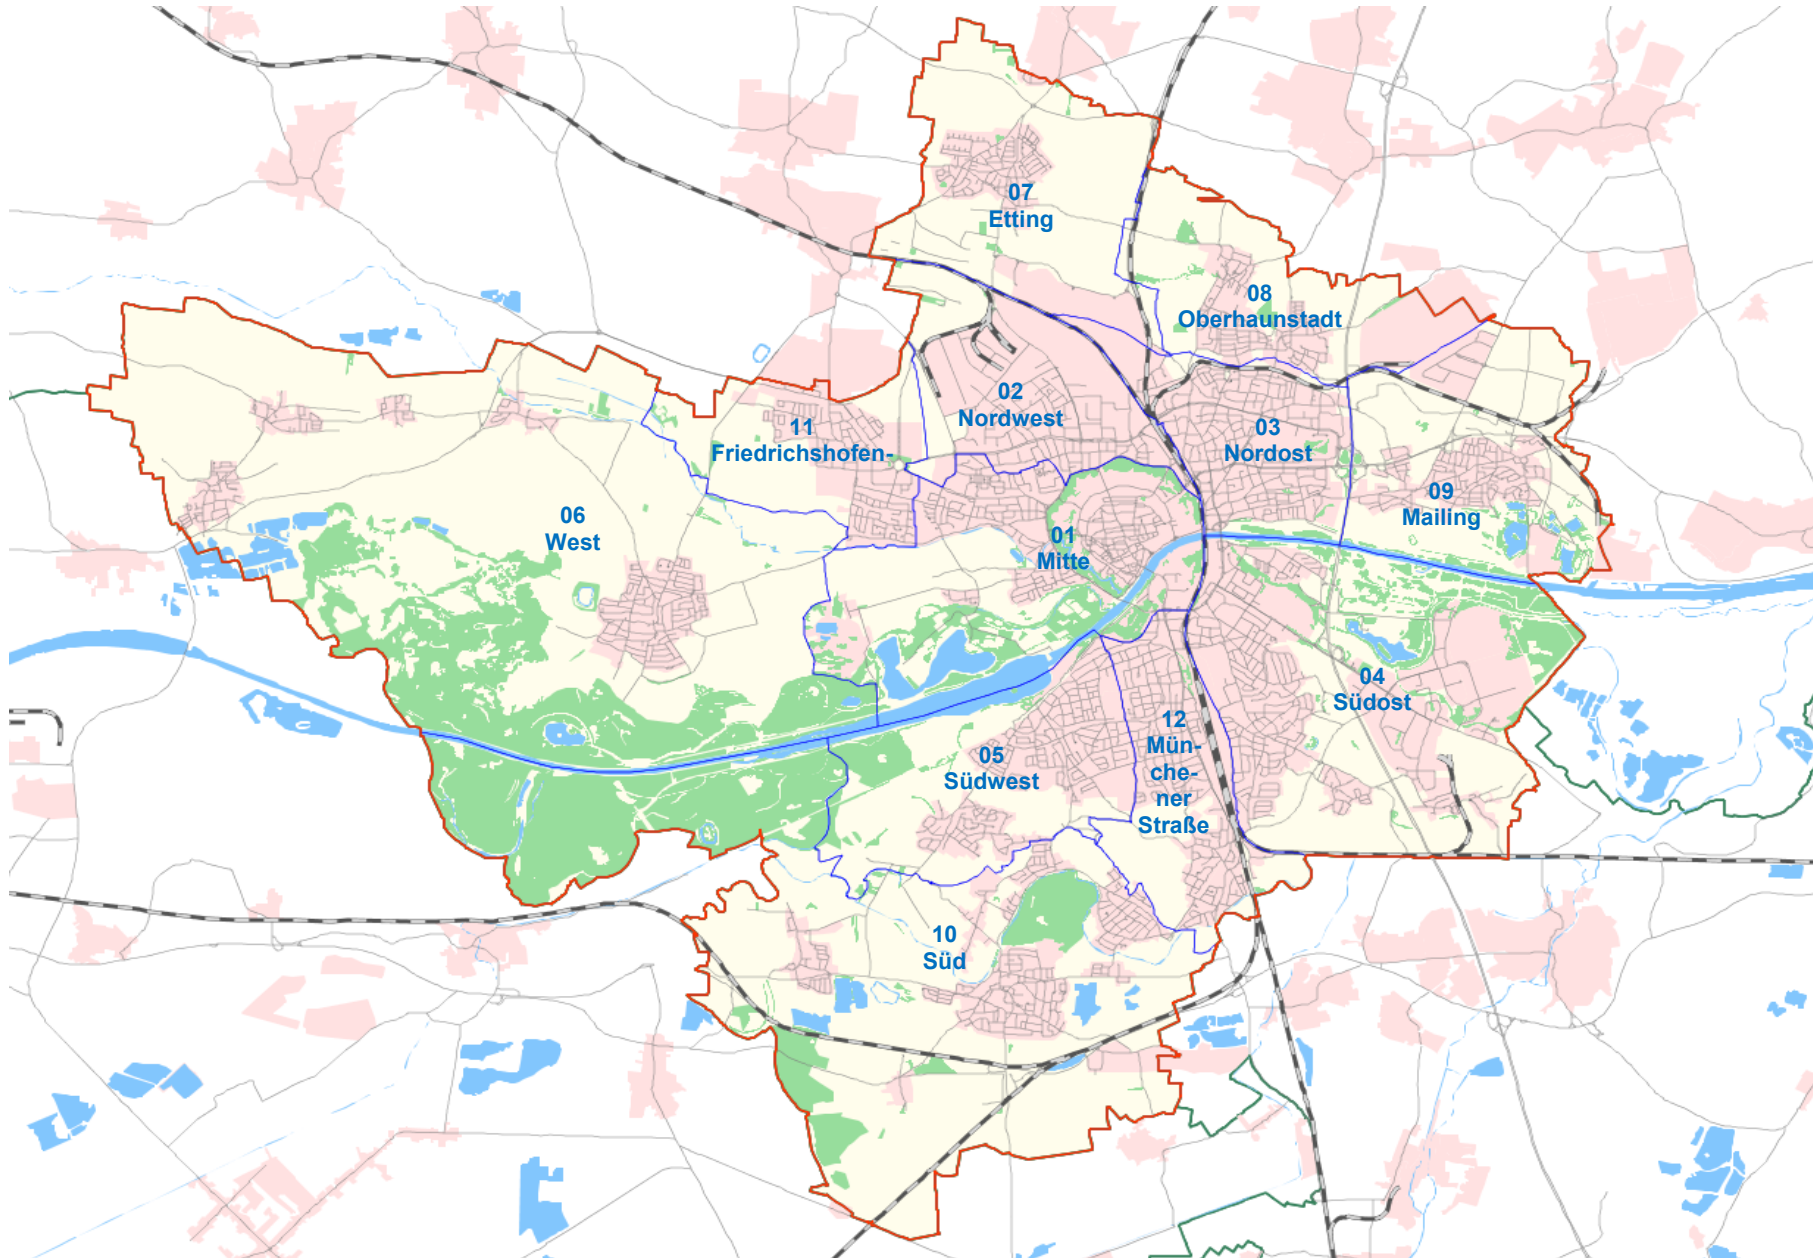 07
Etting
08
Oberhaunstadt
02
Nordwest
11
Friedrichshofen-
03
Nordost
09
Mailing
06
West
01
Mitte
04
Südost
12
Mün-
che-
ner
Straße
05
Südwest
10
Süd